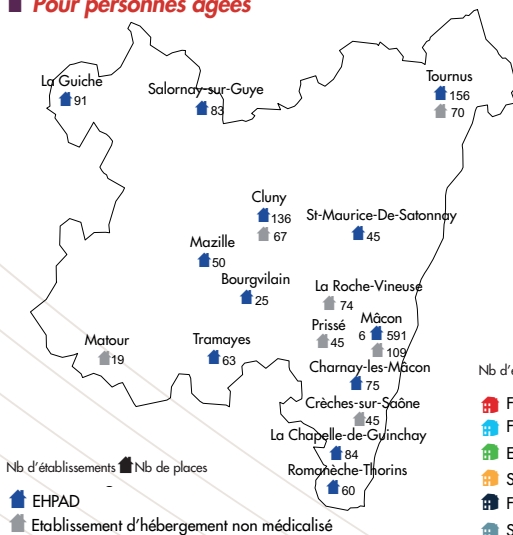 Pour personnes âgées
La Guiche
91
Salornay-sur-Guye
83
Tournus
156
70
Cluny
136
67
St-Maurice-De-Satonnay
45
Mazille
50
Bourgvilain
25
La Roche-Vineuse
74
Prissé
45
Mâcon
6 591
109
Matour
19
Tramayes
63
Charnay-les-Mâcon
75
Crèches-sur-Saône
45
La Chapelle-de-Guinchay
84
Romanèche-Thorins
60
Nb d'établissements Nb de places
EHPAD
Etablissement d'hébergement non médicalisé
Nb d'é
F
F
E
S
F
S